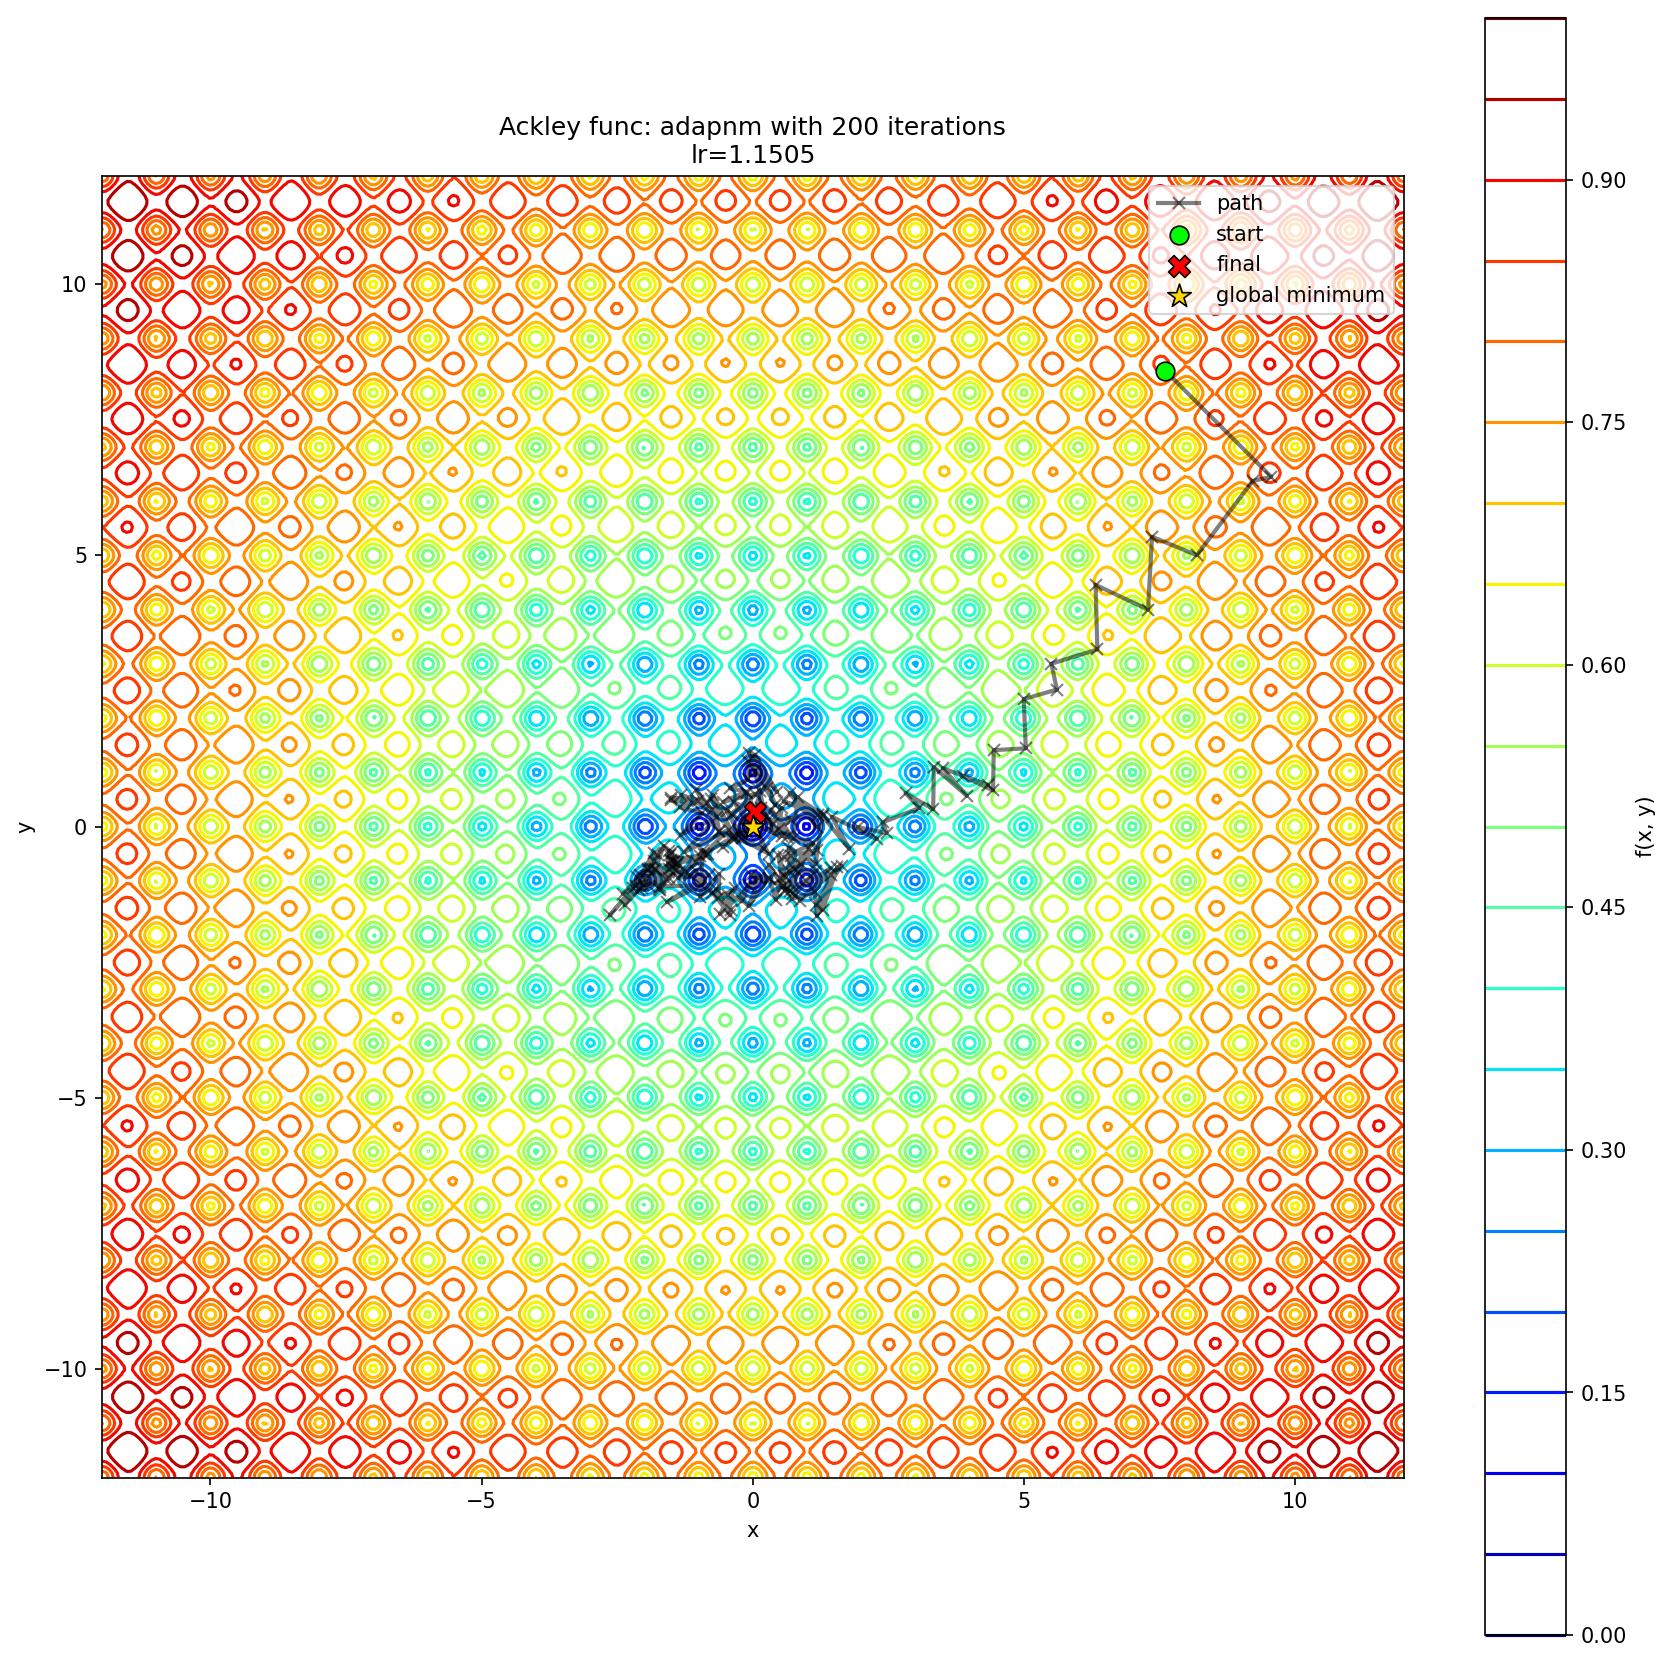 Ackley func: adapnm with 200 iterations
lr=1.1505
path
start
final
global minimum
10
5
0
−5
−10
y
−10
−5
0
5
10
x
0.90
0.75
0.60
0.45
0.30
0.15
0.00
f(x, y)